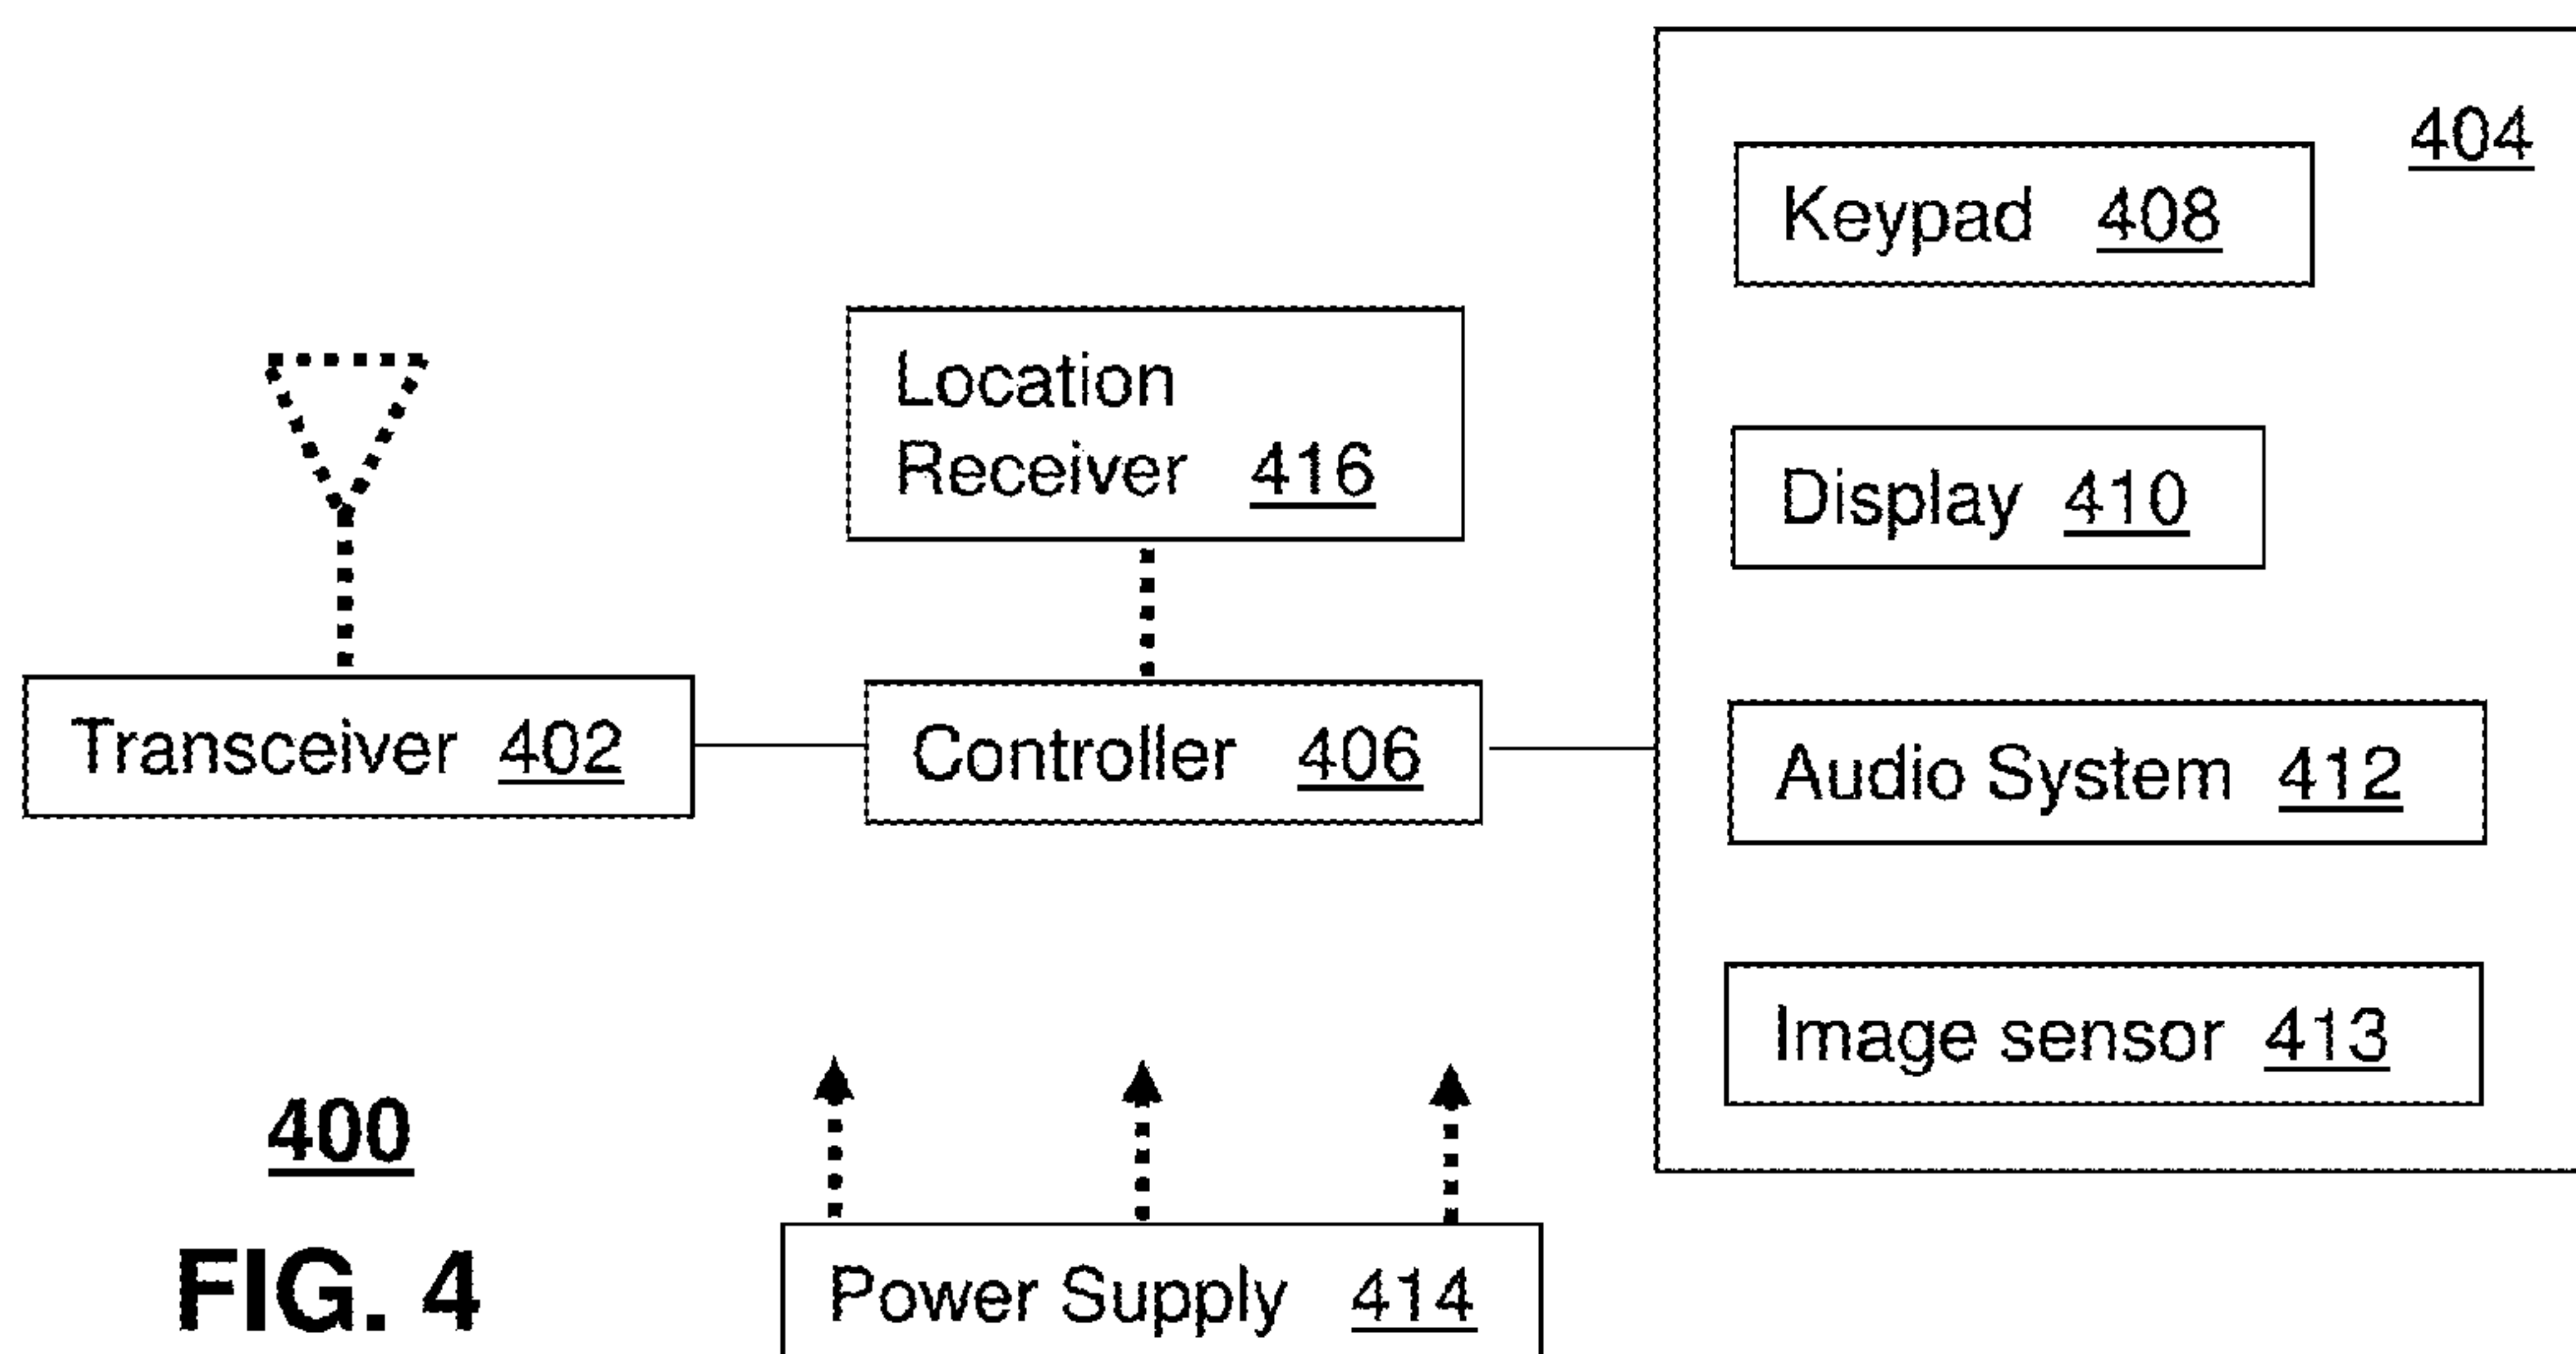 404
Keypad 408
Location
Receiver 416
Display 410
Transceiver 402
Controller 406
Audio System 412
Image sensor 413
400
FIG. 4
Power Supply 414